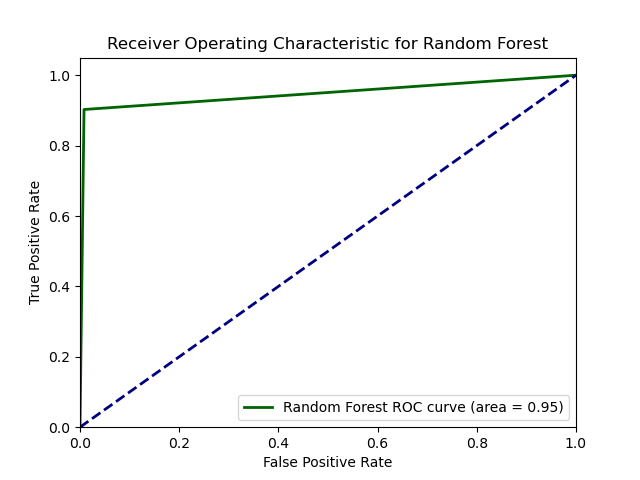 Receiver Operating Characteristic for Random Forest
True Positive Rate
1.0
0.8
0.6
0.4
0.2
0.0
Random Forest ROC curve (area = 0.95)
0.0 0.2 0.4 0.6 0.8 1.0
False Positive Rate